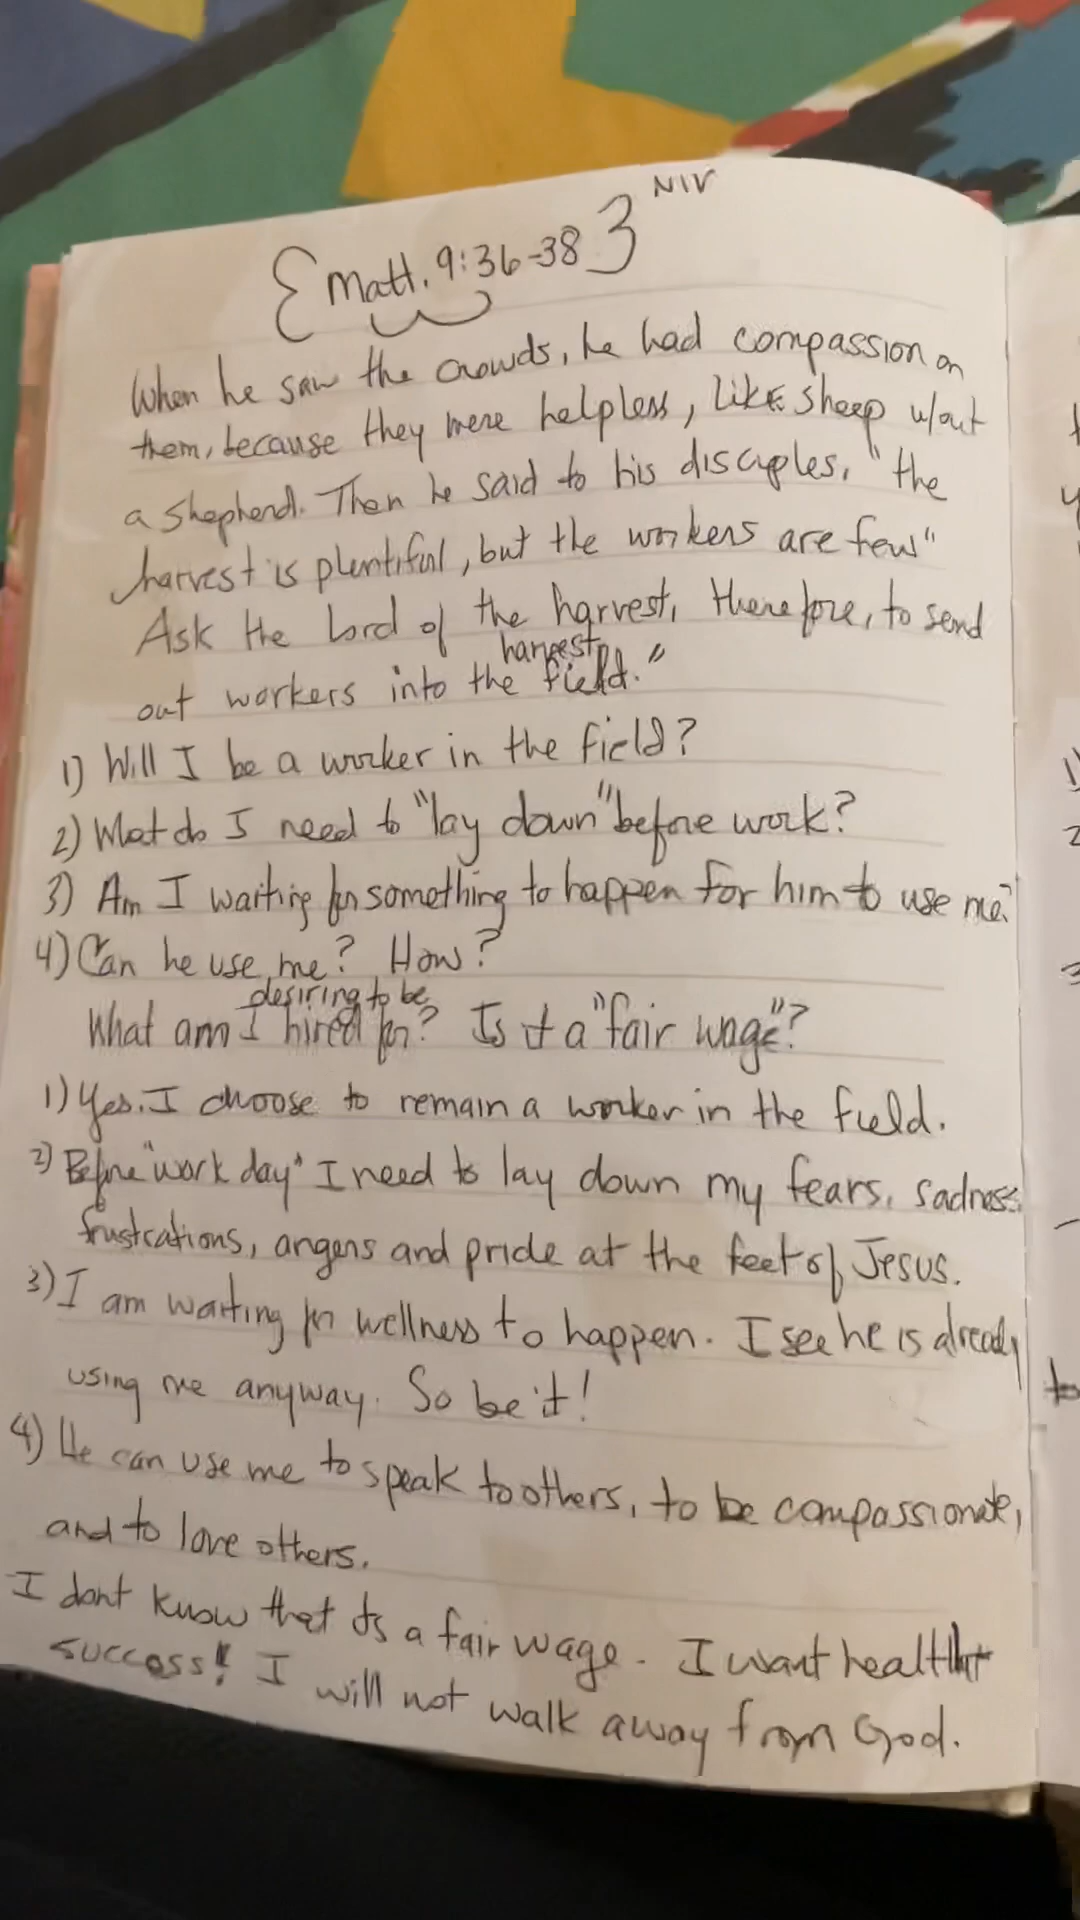 {Matt. 9:36-38} NIV
When he saw the crowds, he had compassion on
them, because they were helpless, like sheep w/out
a shepherd. Then he said to his disciples, "the
harvest is plentiful, but the workers are few"
Ask the Lord of the harvest, therefore, to send
out workers into the harvest field."
1) Will I be a worker in the field?
2) What do I need to "lay down" before work?
3) Am I waiting for something to happen for him to use me?
4) Can he use me? How?
What am I desiring to be hired for? Is it a "fair wage"?
1) Yes. I choose to remain a worker in the field.
2) Before "work day" I need to lay down my fears, sadness,
frustrations, angers and pride at the feet of Jesus.
3) I am waiting for wellness to happen. I see he is already
using me anyway. So be it!
4) He can use me to speak to others, to be compassionate,
and to love others.
I dont know that its a fair wage. I want health
success! I will not walk away from God.